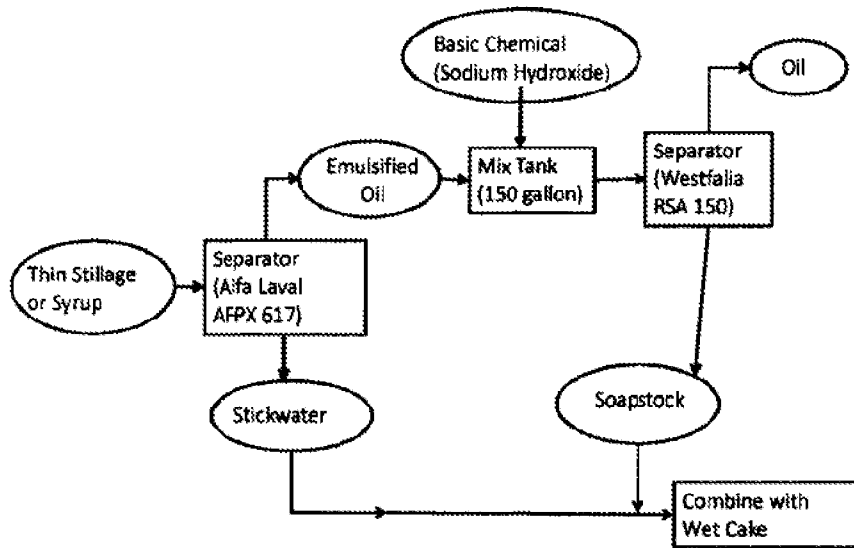 Basic Chemical
(Sodium Hydroxide)
Oil
Emulsified
Oil
Mix Tank
(150 gallon)
Separator
(Westfalia
RSA 150)
Thin Stillage
or Syrup
Separator
(Alfa Laval
AFPX 617)
Stickwater
Soapstock
Combine with
Wet Cake